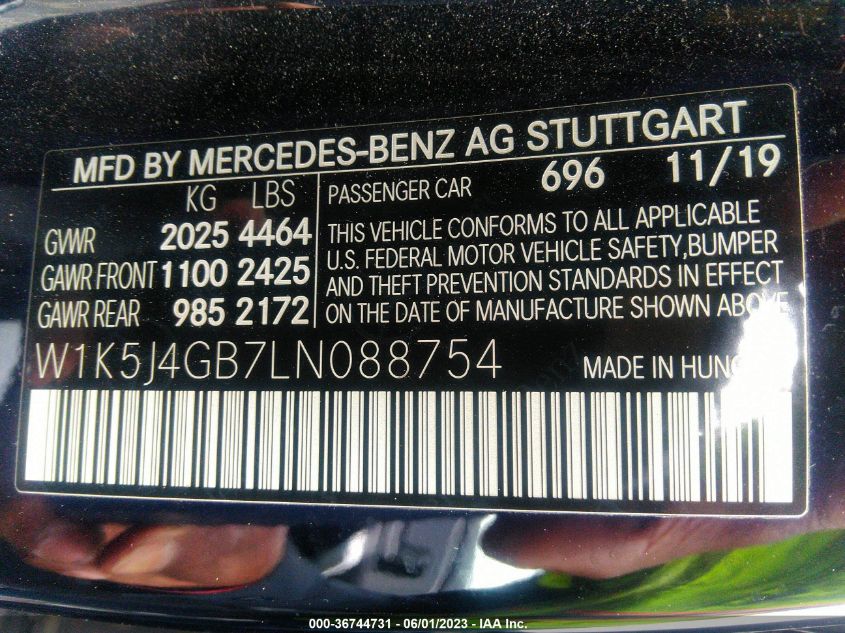 MFD BY MERCEDES-BENZ AG STUTTGART
KG LBS
GVWR 2025 4464
GAWR FRONT 1100 2425
GAWR REAR 985 2172
PASSENGER CAR 696 11/19
THIS VEHICLE CONFORMS TO ALL APPLICABLE
U.S. FEDERAL MOTOR VEHICLE SAFETY,BUMPER
AND THEFT PREVENTION STANDARDS IN EFFECT
ON THE DATE OF MANUFACTURE SHOWN ABOVE
W1K5J4GB7LN088754
MADE IN
000-36744731 - 06/01/2023 - IAA Inc.